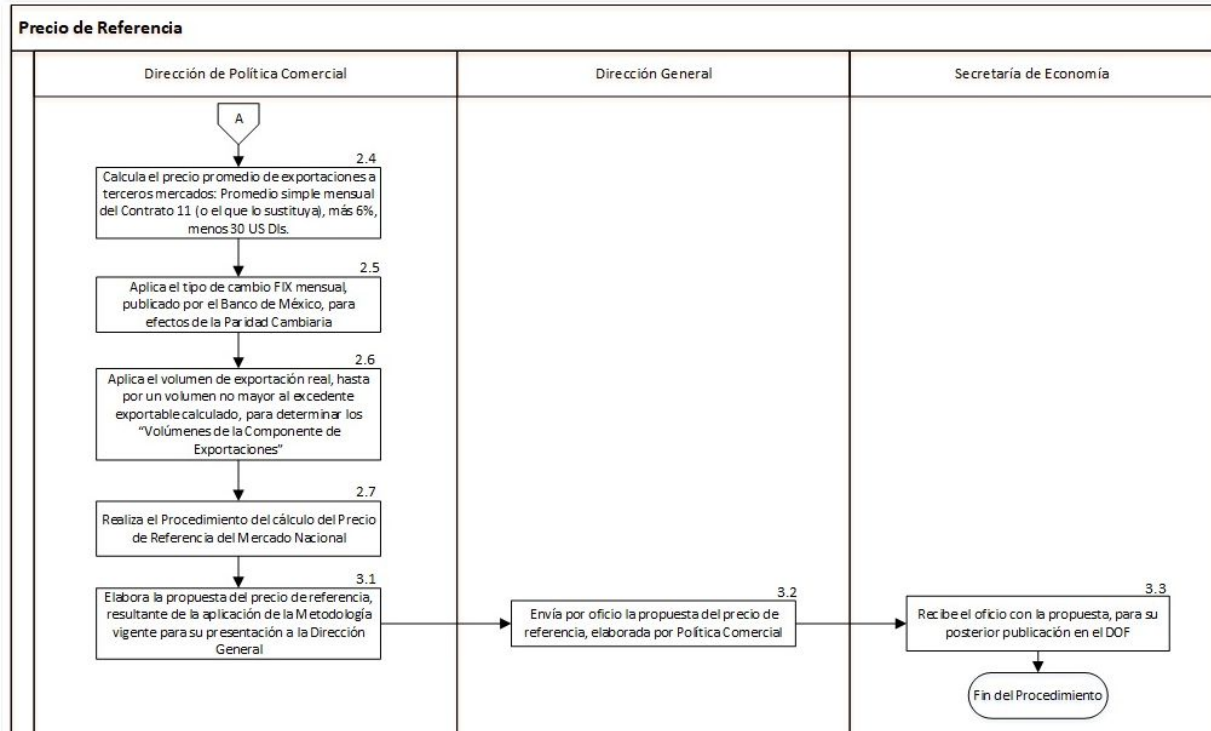 Precio de Referencia
Dirección de Política Comercial
Dirección General
Secretaría de Economía
A
2.4
Calcula el precio promedio de exportaciones a
terceros mercados: Promedio simple mensual
del Contrato 11 (o el que lo sustituya), más 6%,
menos 30 US Dls.
2.5
Aplica el tipo de cambio FIX mensual,
publicado por el Banco de México, para
efectos de la Paridad Cambiaria
2.6
Aplica el volumen de exportación real, hasta
por un volumen no mayor al excedente
exportable calculado, para determinar los
“Volúmenes de la Componente de
Exportaciones”
2.7
Realiza el Procedimiento del cálculo del Precio
de Referencia del Mercado Nacional
3.1
Elabora la propuesta del precio de referencia,
resultante de la aplicación de la Metodología
vigente para su presentación a la Dirección
General
3.2
Envía por oficio la propuesta del precio de
referencia, elaborada por Política Comercial
3.3
Recibe el oficio con la propuesta, para su
posterior publicación en el DOF
Fin del Procedimiento